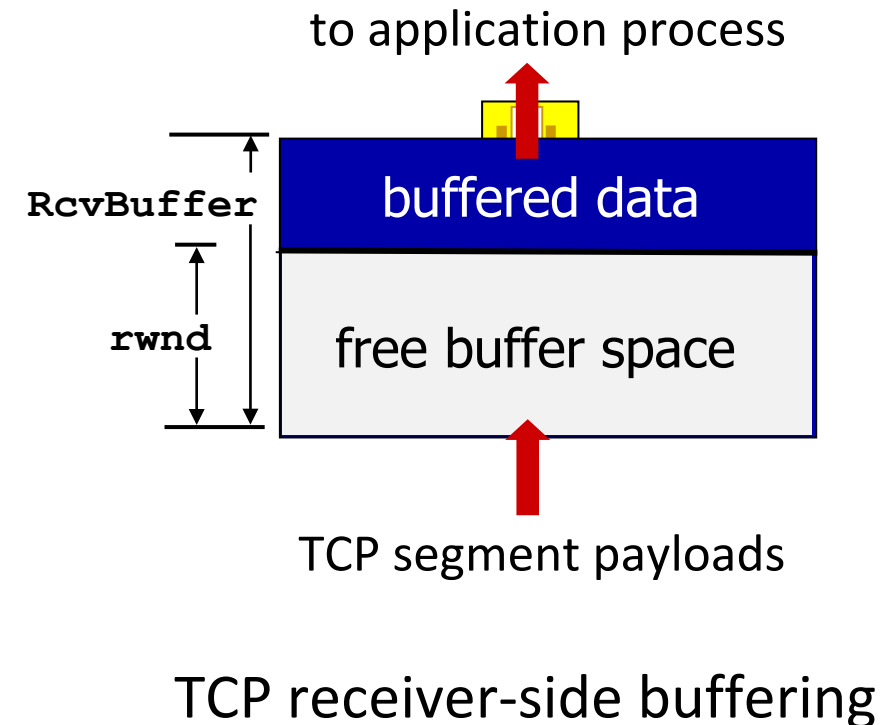 to application process
buffered data
RcvBuffer
rwnd
free buffer space
TCP segment payloads
TCP receiver-side buffering